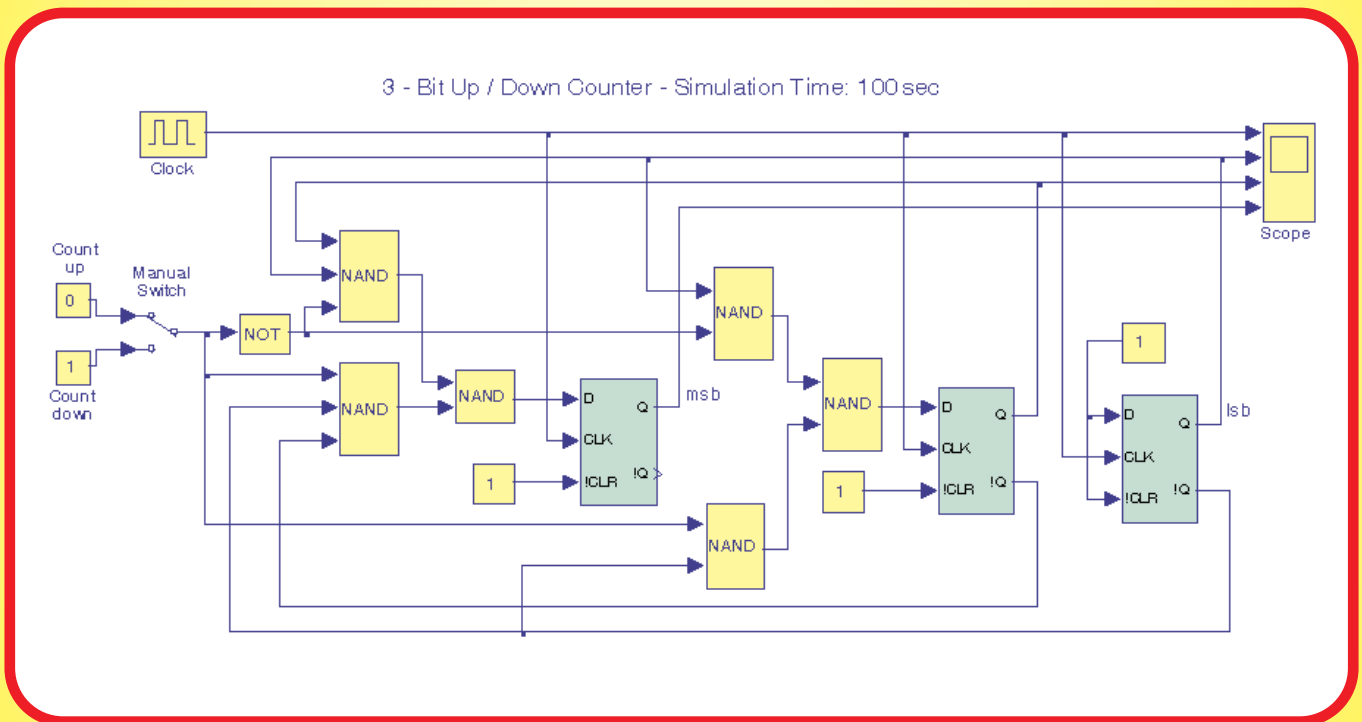 3 - Bit Up / Down Counter - Simulation Time: 100 sec
Clock
Scope
Count
up
0
Manual
Switch
1
Count
down
NOT
NAND
NAND
NAND
D
Q
CLK
!CLR
!Q
msb
1
NAND
NAND
NAND
1
D
Q
CLK
!CLR
!Q
1
D
Q
CLK
!CLR
!Q
lsb